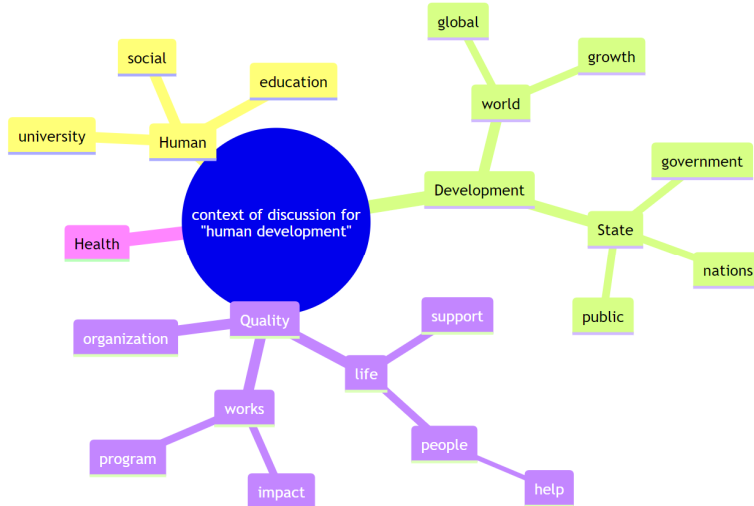 global
social
growth
education
world
university
Human
government
Development
context of discussion for
"human development"
State
Health
nations
public
support
Quality
organization
life
works
people
program
help
impact